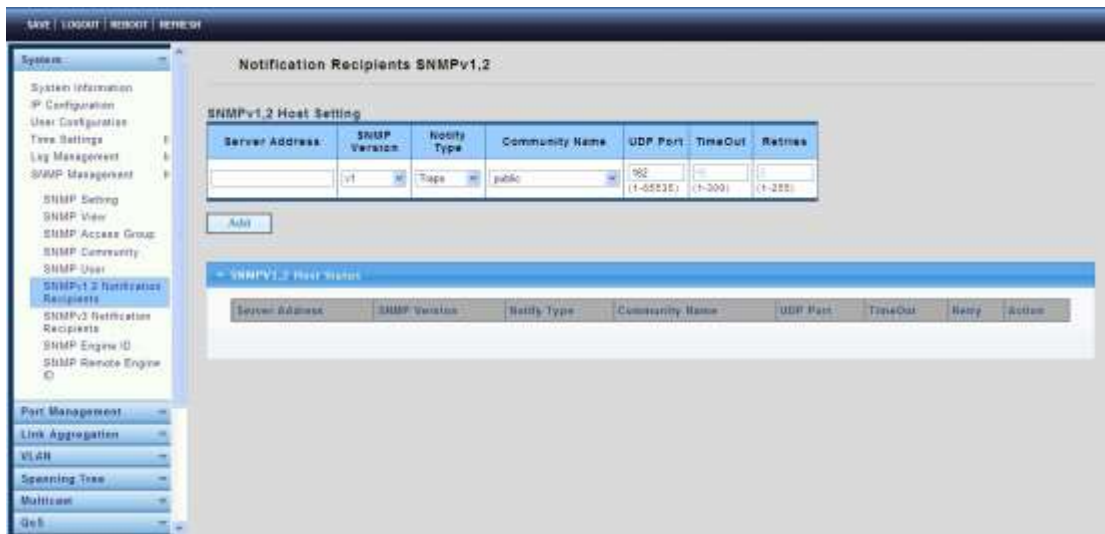 SAVE | LOGOUT | REBOOT | REFRESH
System
System Information
IP Configuration
User Configuration
Time Settings
Log Management
SNMP Management
SNMP Setting
SNMP View
SNMP Access Group
SNMP Community
SNMP User
SNMPv1,2 Notification
Recipients
SNMPv3 Notification
Recipients
SNMP Engine ID
SNMP Remote Engine
ID
Port Management
Link Aggregation
VLAN
Spanning Tree
Multicast
QoS
Notification Recipients SNMPv1,2
SNMPv1,2 Host Setting
Server Address SNMP Version Notify Type Community Name UDP Port TimeOut Retries
v1 Traps public 162
(1-65535) (1-300) (1-255)
Add
SNMPV1,2 Host Status
Server Address SNMP Version Notify Type Community Name UDP Port TimeOut Retry Action